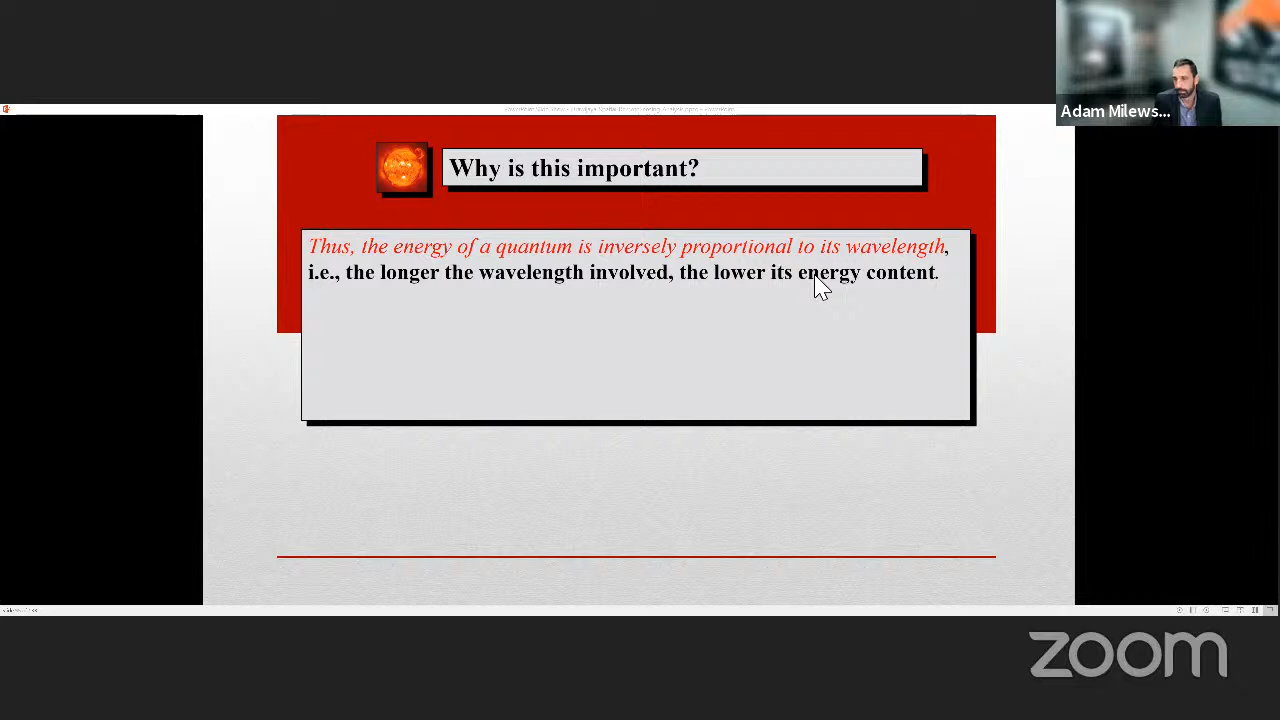 Adam Milews...
Why is this important?
Thus, the energy of a quantum is inversely proportional to its wavelength,
i.e., the longer the wavelength involved, the lower its energy content.
zoom